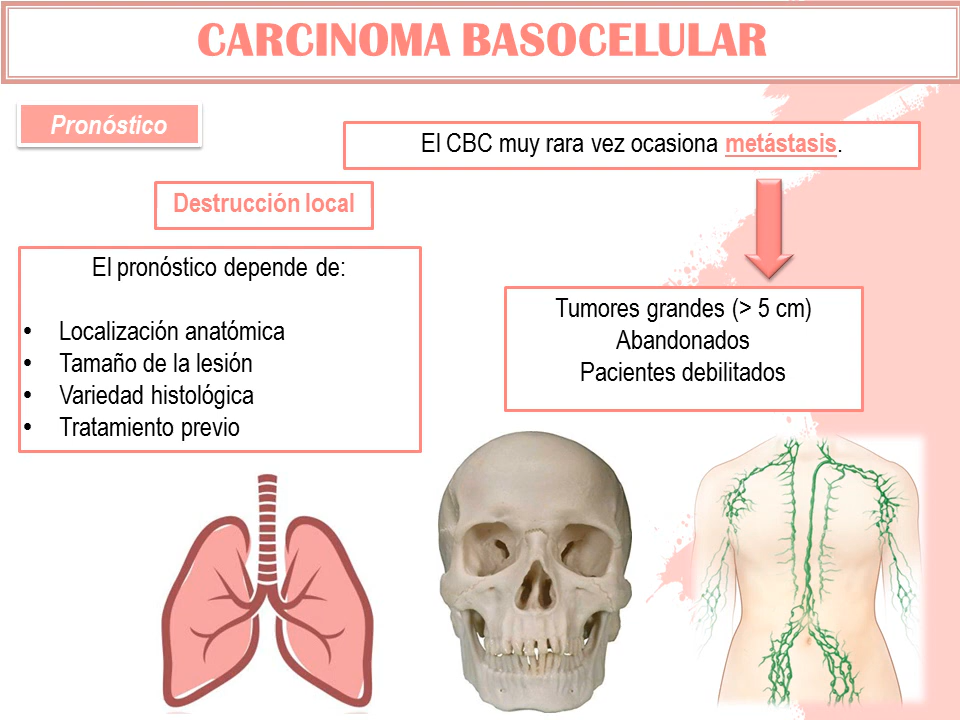 CARCINOMA BASOCELULAR
Pronóstico
El CBC muy rara vez ocasiona metástasis.
Destrucción local
El pronóstico depende de:
• Localización anatómica
• Tamaño de la lesión
• Variedad histológica
• Tratamiento previo
Tumores grandes (> 5 cm)
Abandonados
Pacientes debilitados